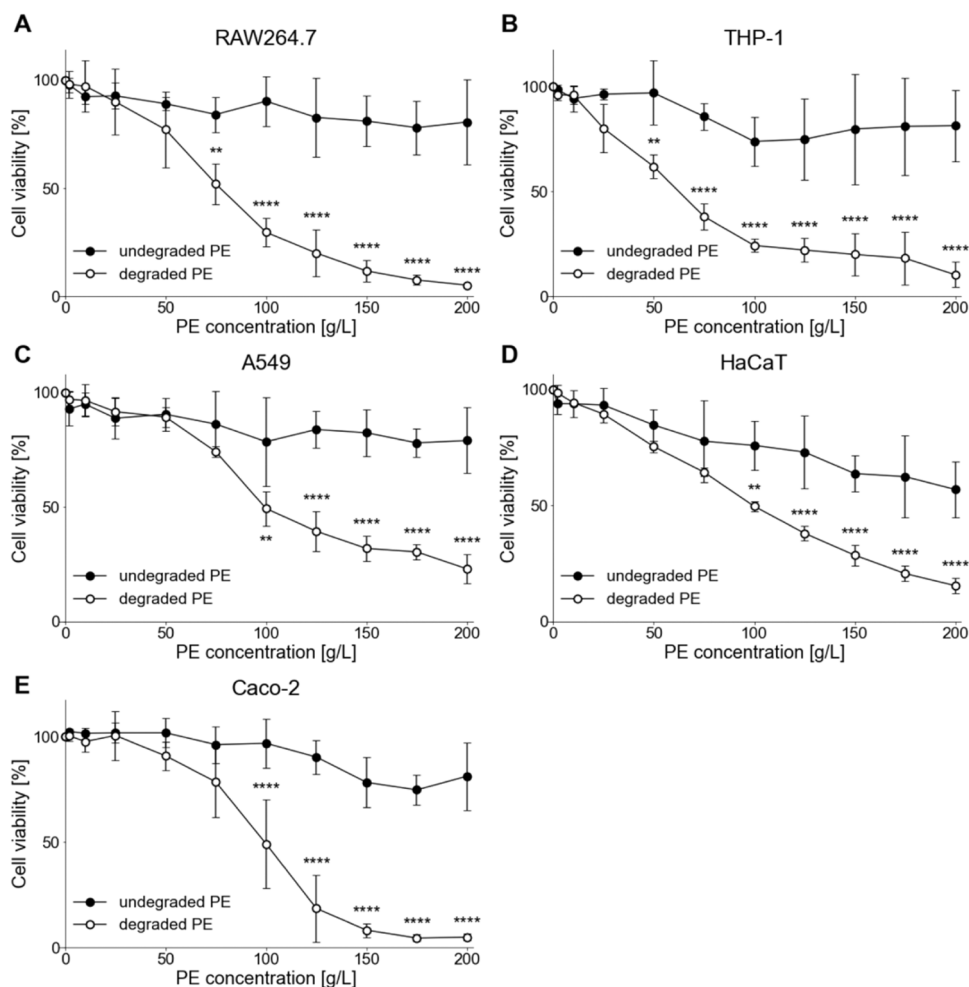 A
RAW264.7
Cell viability [%]
100
50
0
**
****
****
****
****
****
undegraded PE
degraded PE
0
50
100
150
200
PE concentration [g/L]
B
THP-1
Cell viability [%]
100
50
0
**
****
****
****
****
****
****
undegraded PE
degraded PE
0
50
100
150
200
PE concentration [g/L]
C
A549
Cell viability [%]
100
50
0
**
****
****
****
****
undegraded PE
degraded PE
0
50
100
150
200
PE concentration [g/L]
D
HaCaT
Cell viability [%]
100
50
0
**
****
****
****
****
undegraded PE
degraded PE
0
50
100
150
200
PE concentration [g/L]
E
Caco-2
Cell viability [%]
100
50
0
****
****
****
****
****
undegraded PE
degraded PE
0
50
100
150
200
PE concentration [g/L]